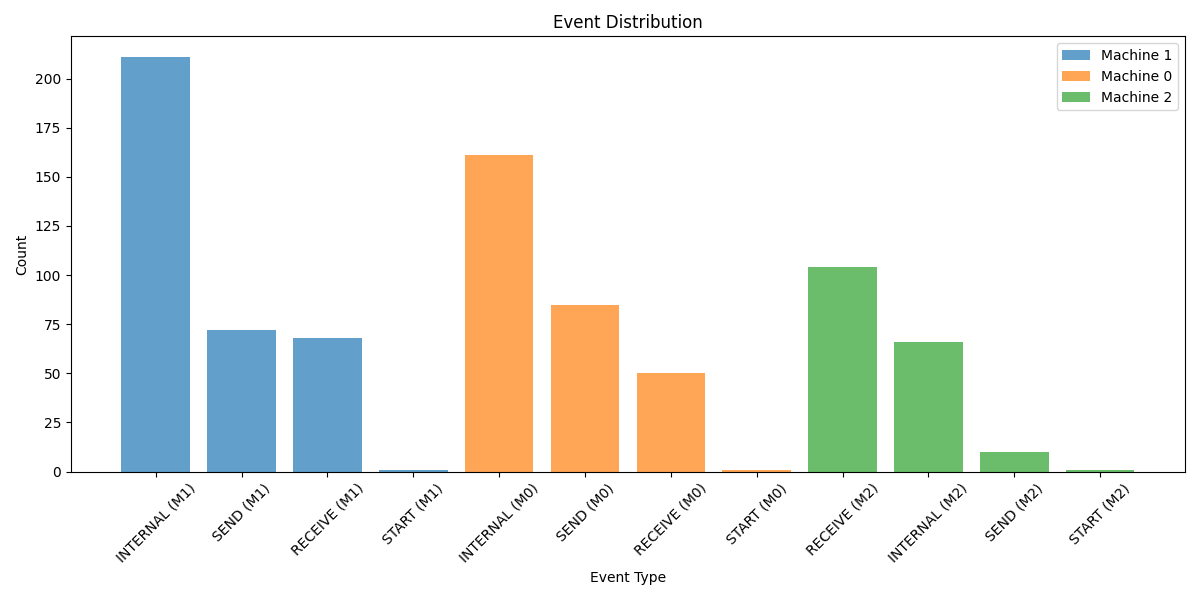 Event Distribution
Machine 1
Machine 0
Machine 2
Count
200
175
150
125
100
75
50
25
0
INTERNAL (M1)
SEND (M1)
RECEIVE (M1)
START (M1)
INTERNAL (M0)
SEND (M0)
RECEIVE (M0)
START (M0)
RECEIVE (M2)
INTERNAL (M2)
SEND (M2)
START (M2)
Event Type